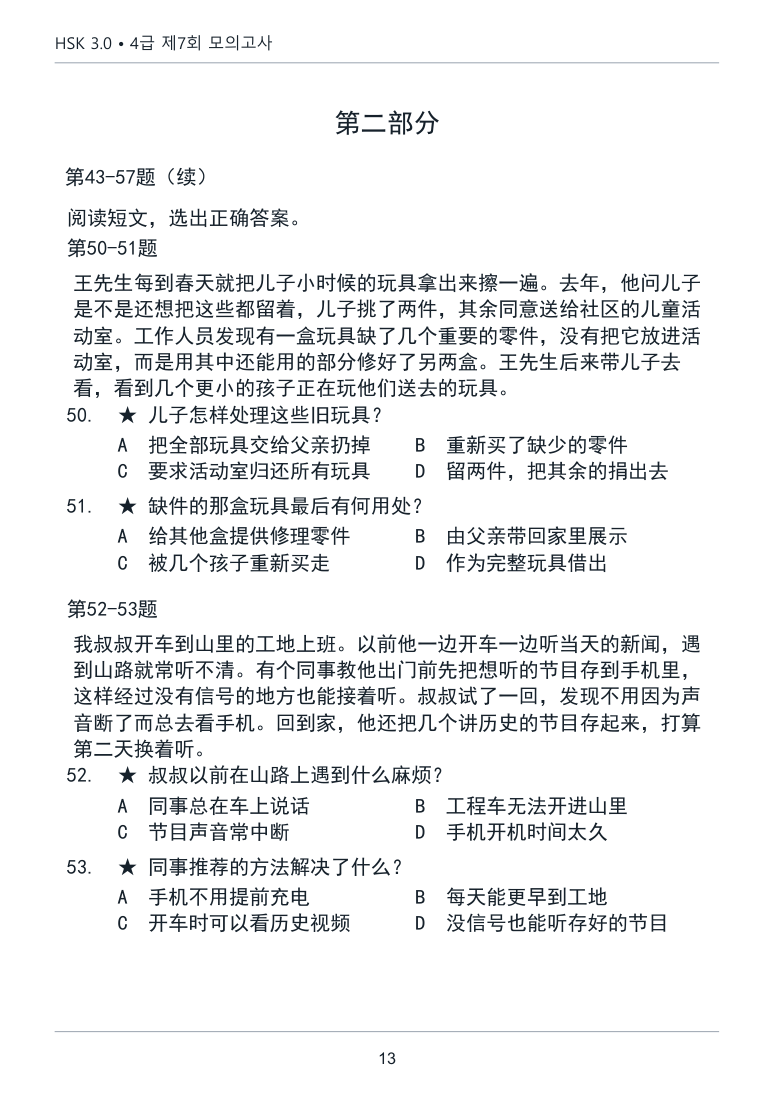 HSK 3.0 • 4급 제7회 모의고사
第二部分
第43-57题（续）
阅读短文，选出正确答案。
第50-51题
王先生每到春天就把儿子小时候的玩具拿出来擦一遍。去年，他问儿子
是不是还想把这些都留着，儿子挑了两件，其余同意送给社区的儿童活
动室。工作人员发现有一盒玩具缺了几个重要的零件，没有把它放进活
动室，而是用其中还能用的部分修好了另两盒。王先生后来带儿子去
看，看到几个更小的孩子正在玩他们送去的玩具。
50. ★ 儿子怎样处理这些旧玩具？
A 把全部玩具交给父亲扔掉 B 重新买了缺少的零件
C 要求活动室归还所有玩具 D 留两件，把其余的捐出去
51. ★ 缺件的那盒玩具最后有何用处？
A 给其他盒提供修理零件 B 由父亲带回家里展示
C 被几个孩子重新买走 D 作为完整玩具借出
第52-53题
我叔叔开车到山里的工地上班。以前他一边开车一边听当天的新闻，遇
到山路就常听不清。有个同事教他出门前先把想听的节目存到手机里，
这样经过没有信号的地方也能接着听。叔叔试了一回，发现不用因为声
音断了而总去看手机。回到家，他还把几个讲历史的节目存起来，打算
第二天换着听。
52. ★ 叔叔以前在山路上遇到什么麻烦？
A 同事总在车上说话 B 工程车无法开进山里
C 节目声音常中断 D 手机开机时间太久
53. ★ 同事推荐的方法解决了什么？
A 手机不用提前充电 B 每天能更早到工地
C 开车时可以看历史视频 D 没信号也能听存好的节目
13